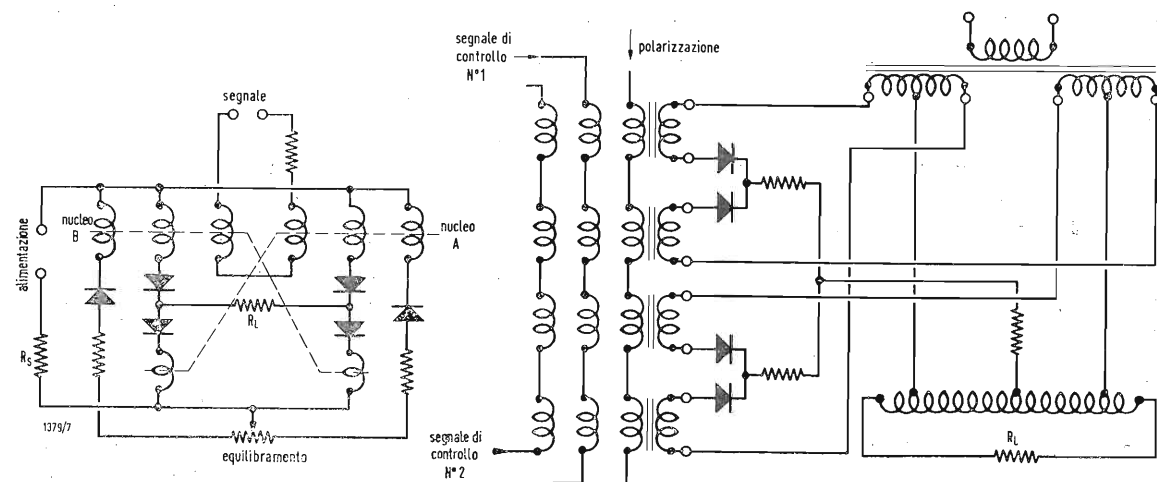 segnale di
controllo
N°1
polarizzazione
segnale
nucleo
B
nucleo
A
alimentazione
R_L
R_S
1379/7
equilibramento
segnale di
controllo
N°2
R_L